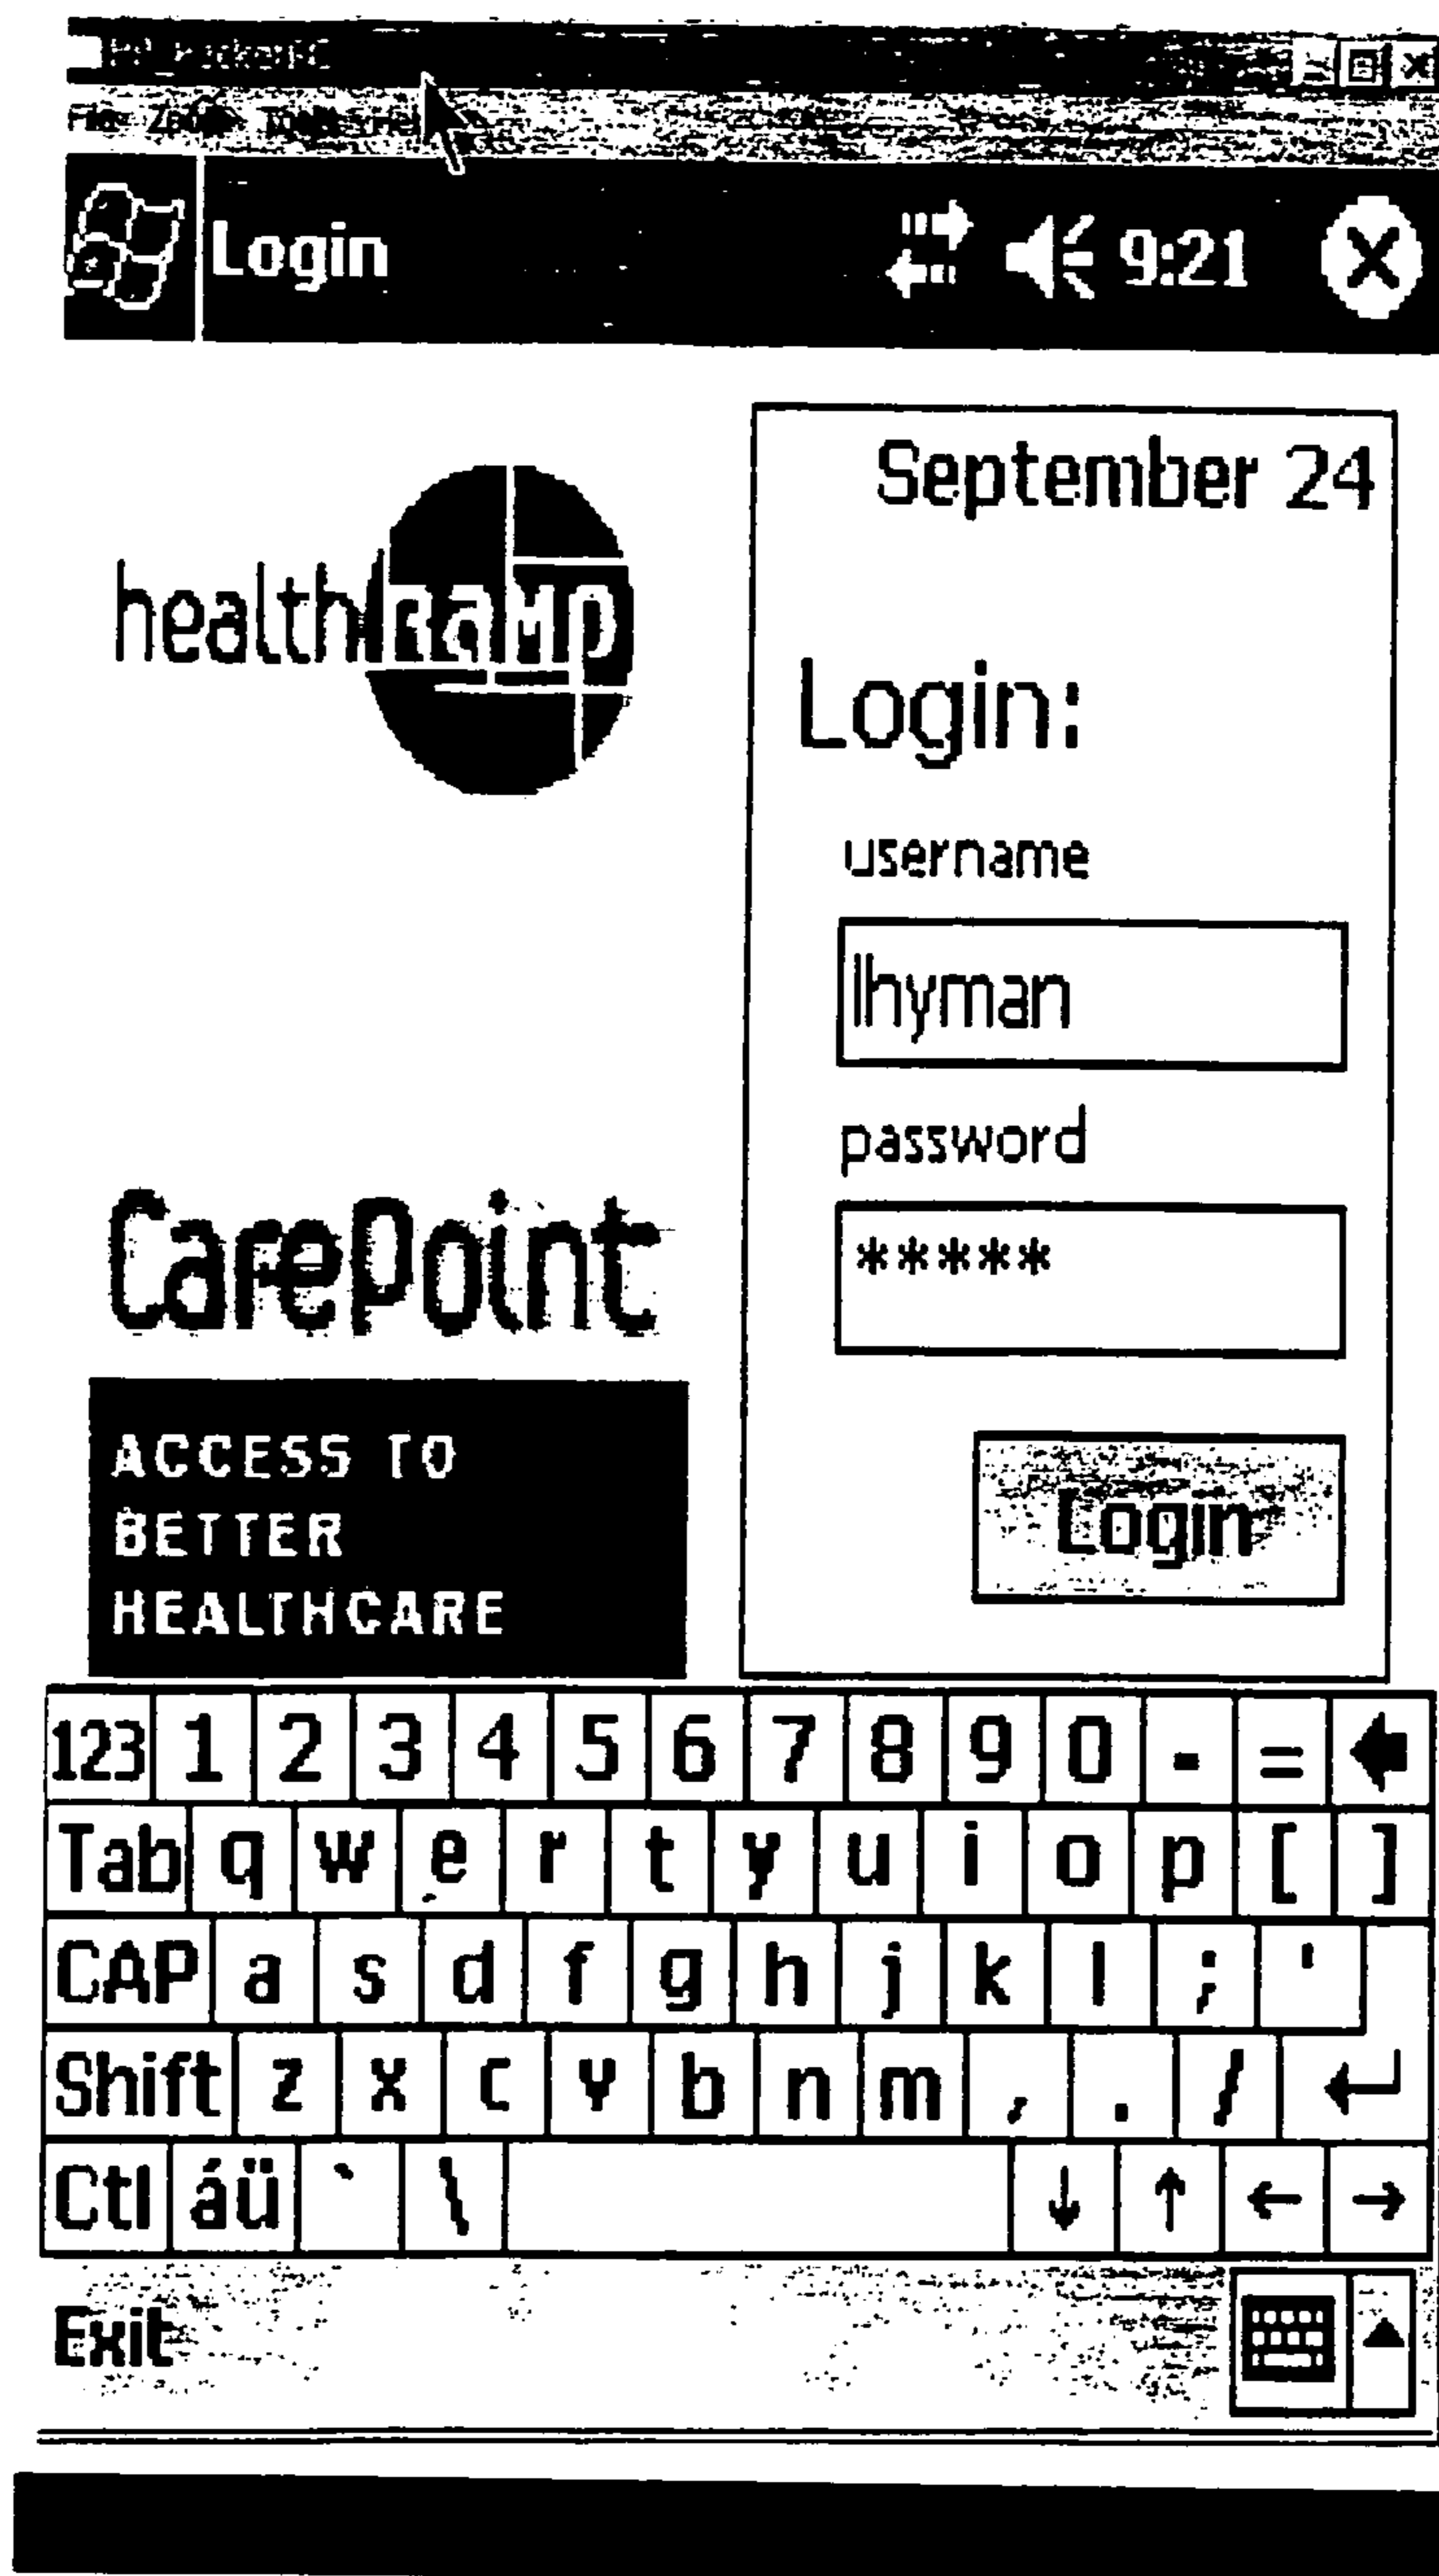 Login 9:21
September 24
healthramp
Login:
username
lhyman
password
*****
CarePoint
ACCESS TO
BETTER
HEALTHCARE
Login
123 1 2 3 4 5 6 7 8 9 0 - = 
Tab q w e r t y u i o p [ ]
CAP a s d f g h j k l ; '
Shift z x c v b n m , . /
Ctl áü ` \
Exit